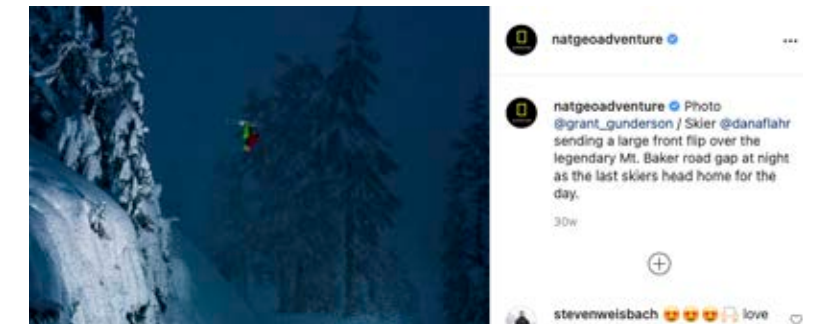 natgeoadventure
natgeoadventure Photo
@grant_gunderson / Skier @danaflahr
sending a large front flip over the
legendary Mt. Baker road gap at night
as the last skiers head home for the
day.
30w
stevenweisbach 😍😍😍🙌🏻 love